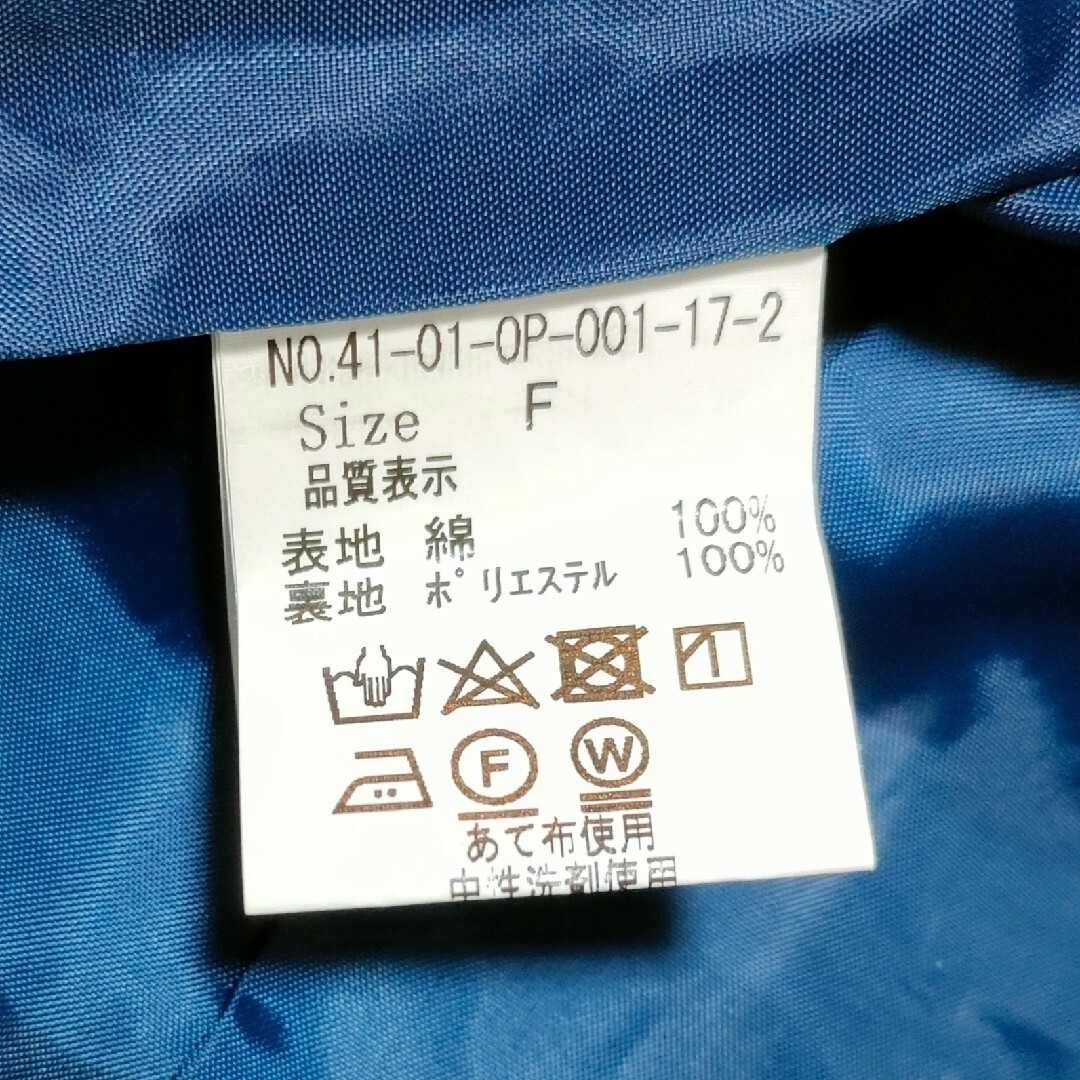 NO.41-01-OP-001-17-2
Size F
品質表示
表地 綿 100%
裏地 ポリエステル 100%
F W
あて布使用
中性洗剤使用